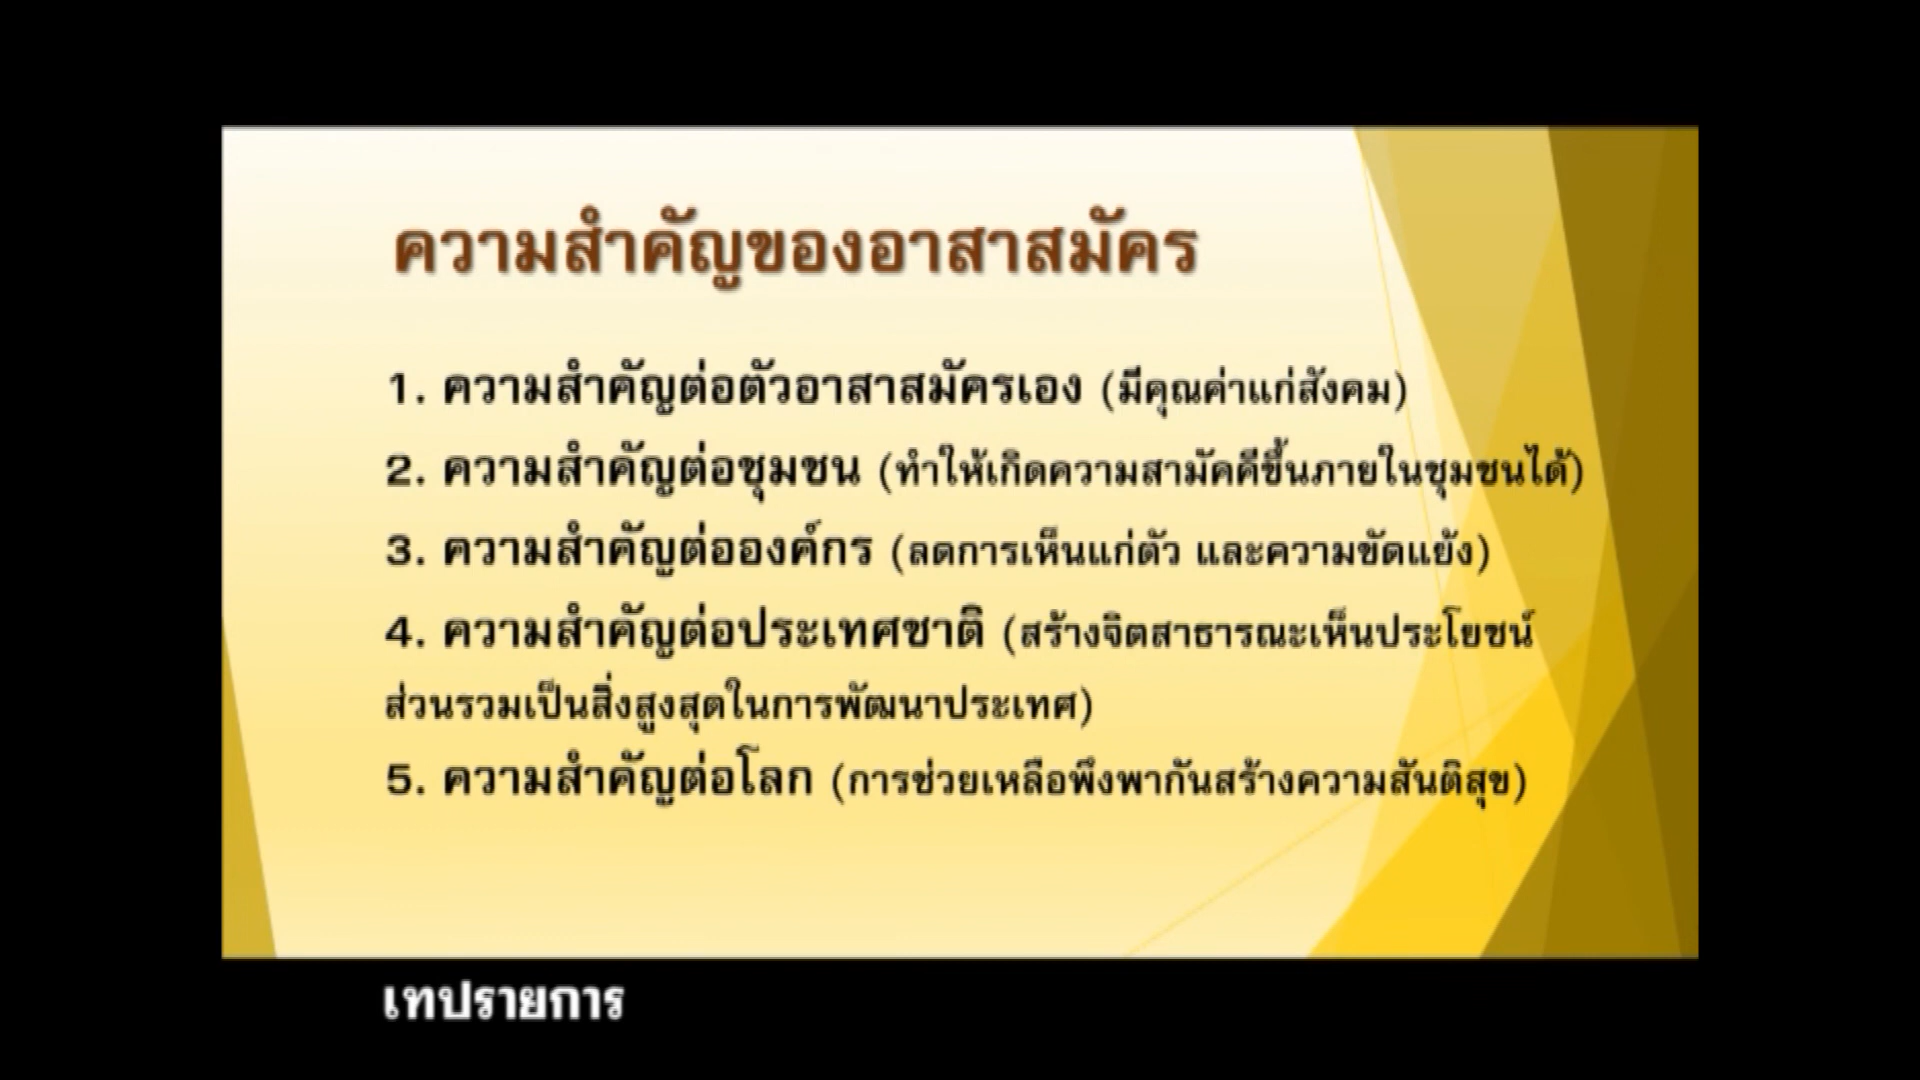 ความสำคัญของอาสาสมัคร
1. ความสำคัญต่อตัวอาสาสมัครเอง (มีคุณค่าแก่สังคม)
2. ความสำคัญต่อชุมชน (ทำให้เกิดความสามัคคีขึ้นภายในชุมชนได้)
3. ความสำคัญต่อองค์กร (ลดการเห็นแก่ตัว และความขัดแย้ง)
4. ความสำคัญต่อประเทศชาติ (สร้างจิตสาธารณะเห็นประโยชน์
ส่วนรวมเป็นสิ่งสูงสุดในการพัฒนาประเทศ)
5. ความสำคัญต่อโลก (การช่วยเหลือพึงพากันสร้างความสันติสุข)
เทปรายการ